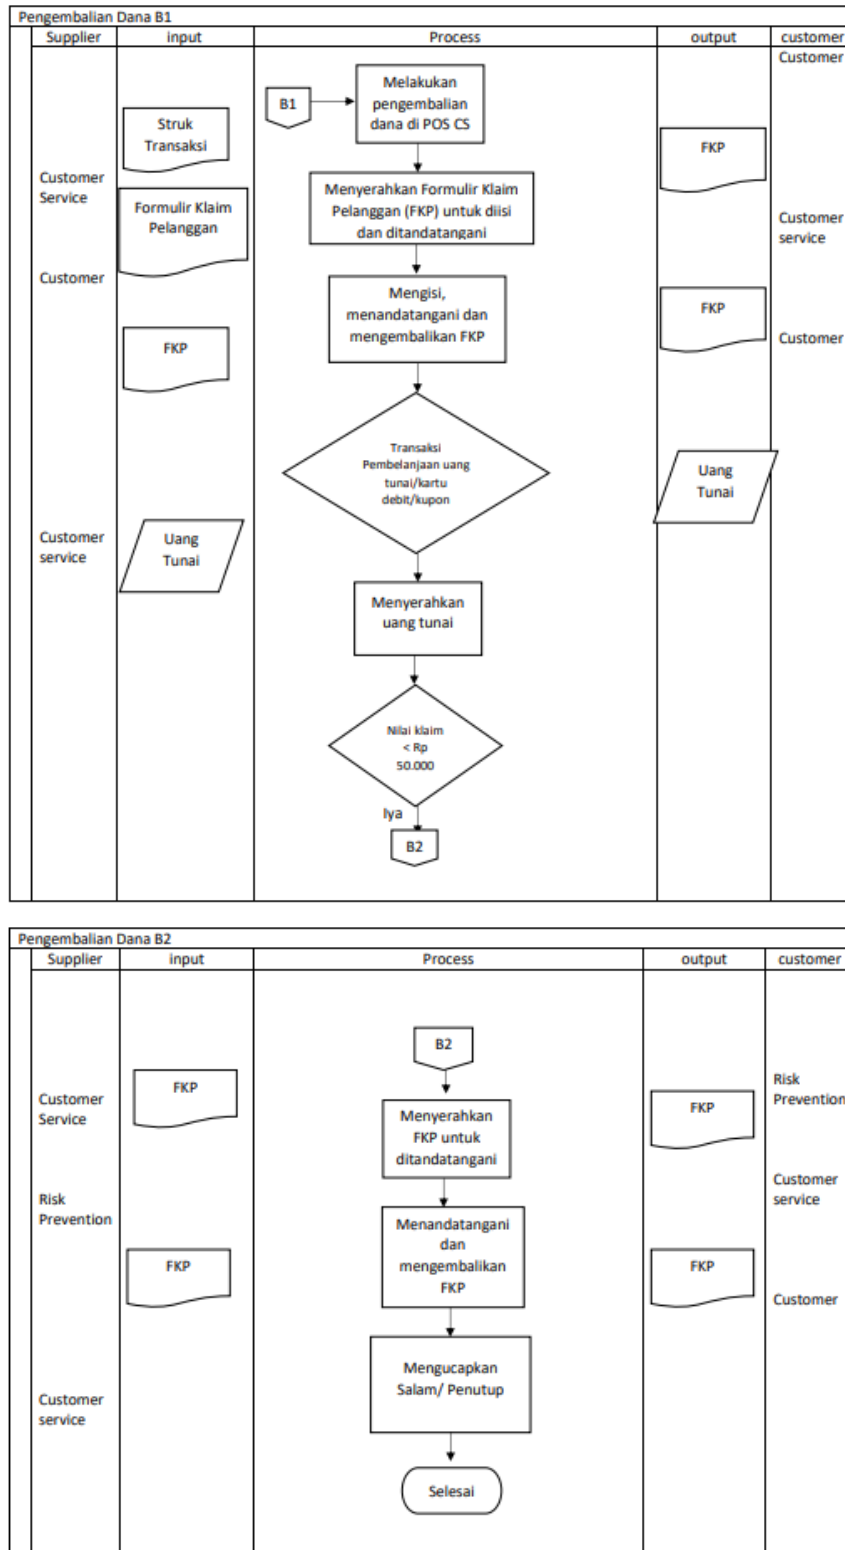 Pengembalian Dana B1
Supplier
input
Process
output
customer
Customer
Service
Customer
Customer
service
Struk
Transaksi
Formulir Klaim
Pelanggan
FKP
Uang
Tunai
B1
Melakukan
pengembalian
dana di POS CS
Menyerahkan Formulir Klaim
Pelanggan (FKP) untuk diisi
dan ditandatangani
Mengisi,
menandatangani dan
mengembalikan FKP
Transaksi
Pembelanjaan uang
tunai/kartu
debit/kupon
Menyerahkan
uang tunai
Nilai klaim
< Rp
50.000
Iya
B2
FKP
FKP
Uang
Tunai
Customer
Customer
service
Customer
Pengembalian Dana B2
Supplier
input
Process
output
customer
Customer
Service
Risk
Prevention
Customer
service
FKP
FKP
B2
Menyerahkan
FKP untuk
ditandatangani
Menandatangani
dan
mengembalikan
FKP
Mengucapkan
Salam/ Penutup
Selesai
FKP
FKP
Risk
Prevention
Customer
service
Customer